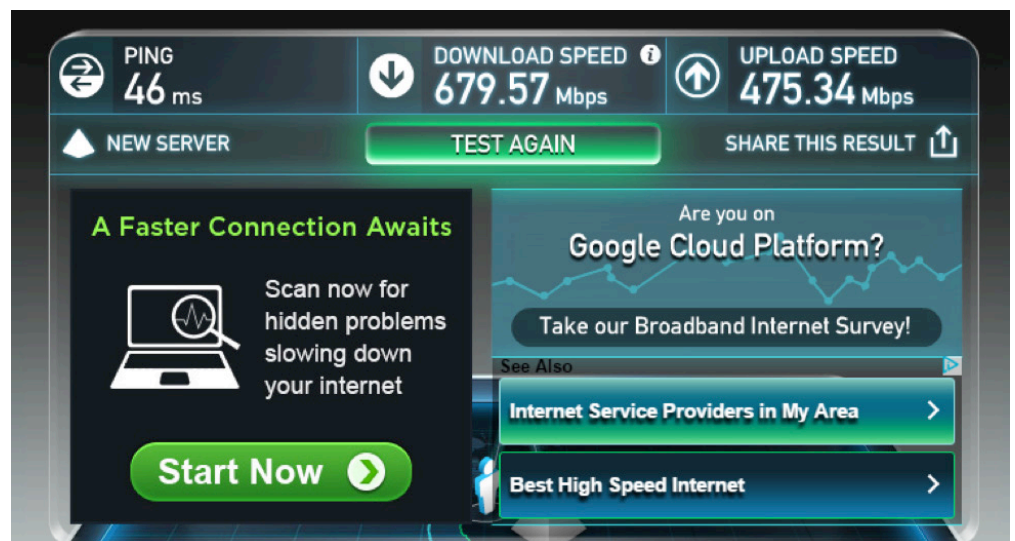 PING
46 ms
DOWNLOAD SPEED
679.57 Mbps
UPLOAD SPEED
475.34 Mbps
NEW SERVER
TEST AGAIN
SHARE THIS RESULT
A Faster Connection Awaits
Scan now for
hidden problems
slowing down
your internet
Start Now
Are you on
Google Cloud Platform?
Take our Broadband Internet Survey!
See Also
Internet Service Providers in My Area
Best High Speed Internet